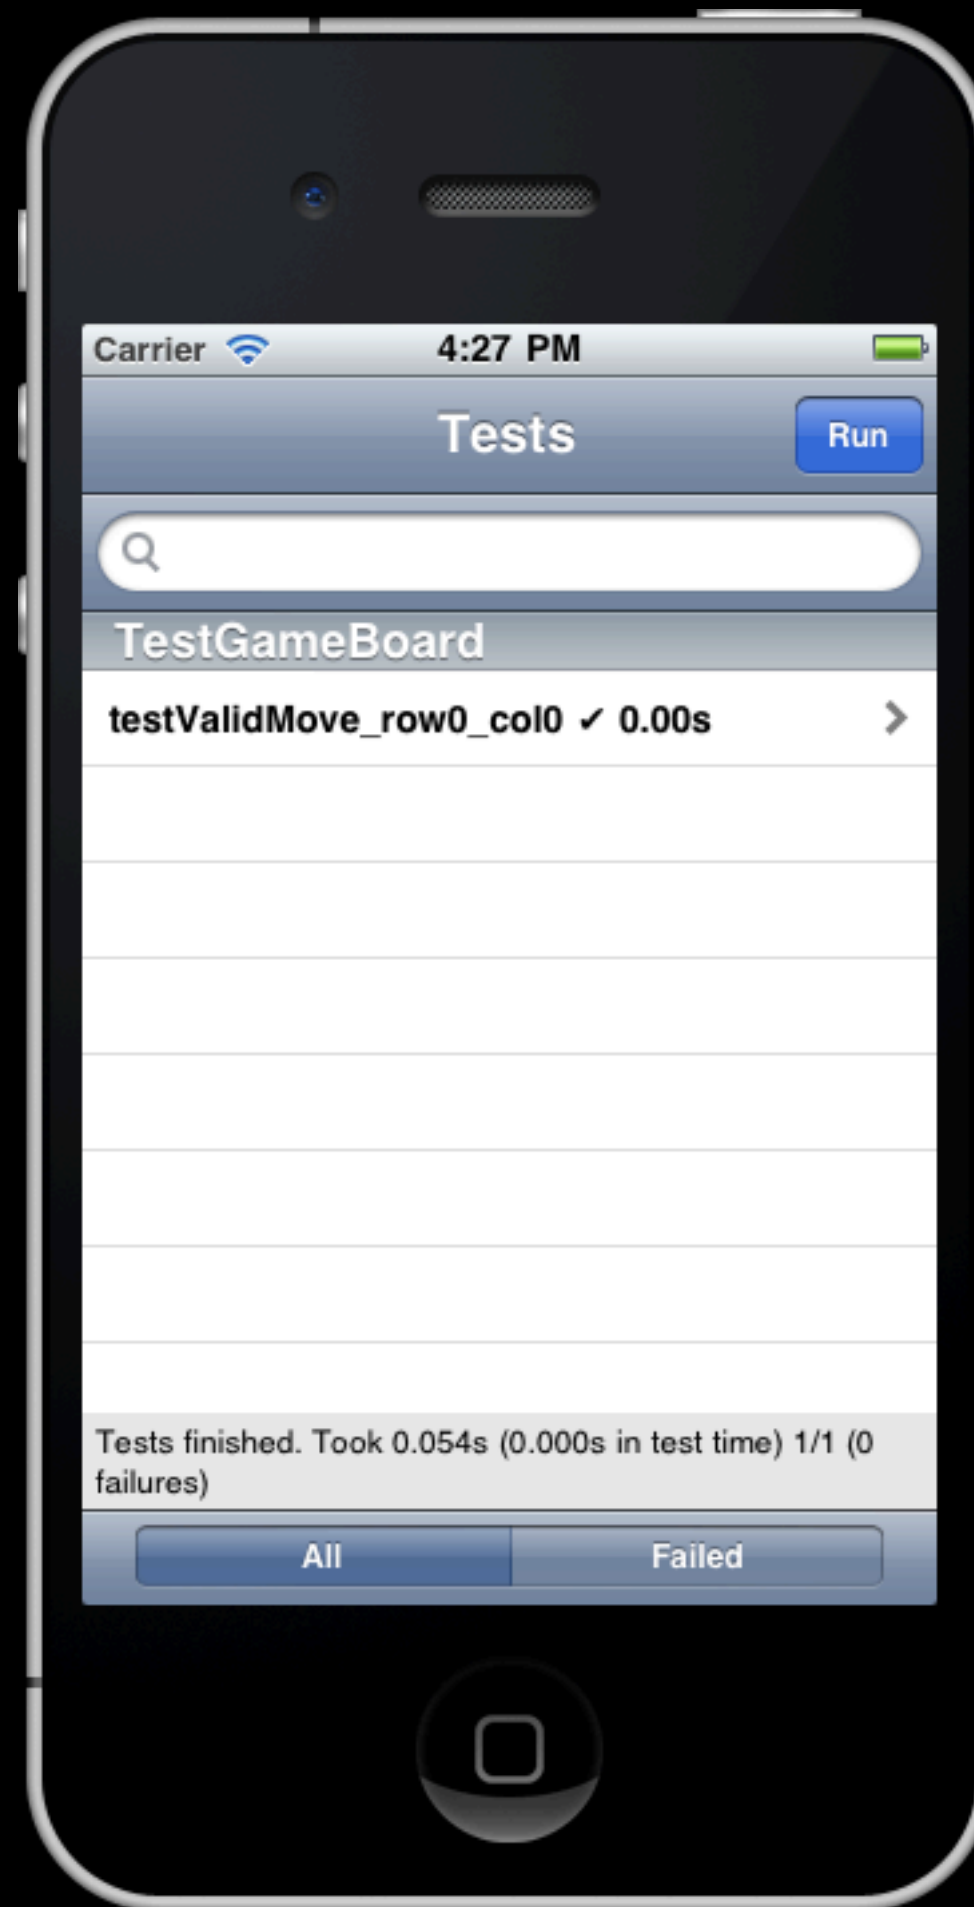 Carrier 4:27 PM
Tests Run
TestGameBoard
testValidMove_row0_col0 ✓ 0.00s
Tests finished. Took 0.054s (0.000s in test time) 1/1 (0
failures)
All Failed